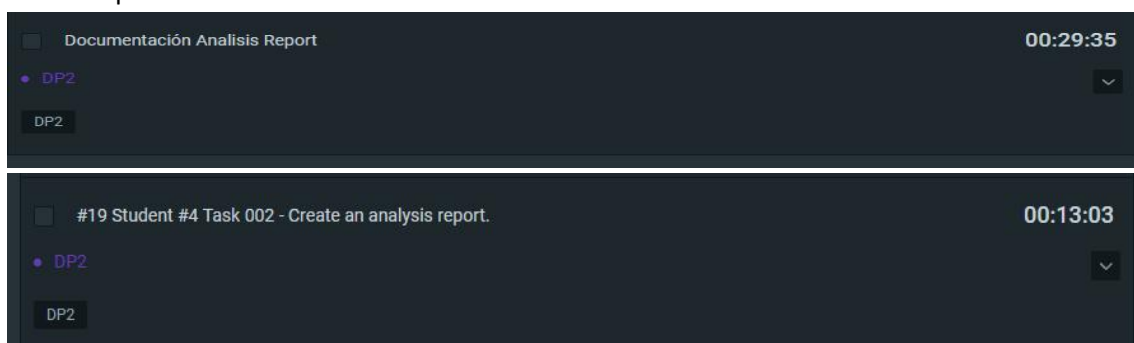 Documentación Analisis Report 00:29:35
DP2
DP2
#19 Student #4 Task 002 - Create an analysis report. 00:13:03
DP2
DP2